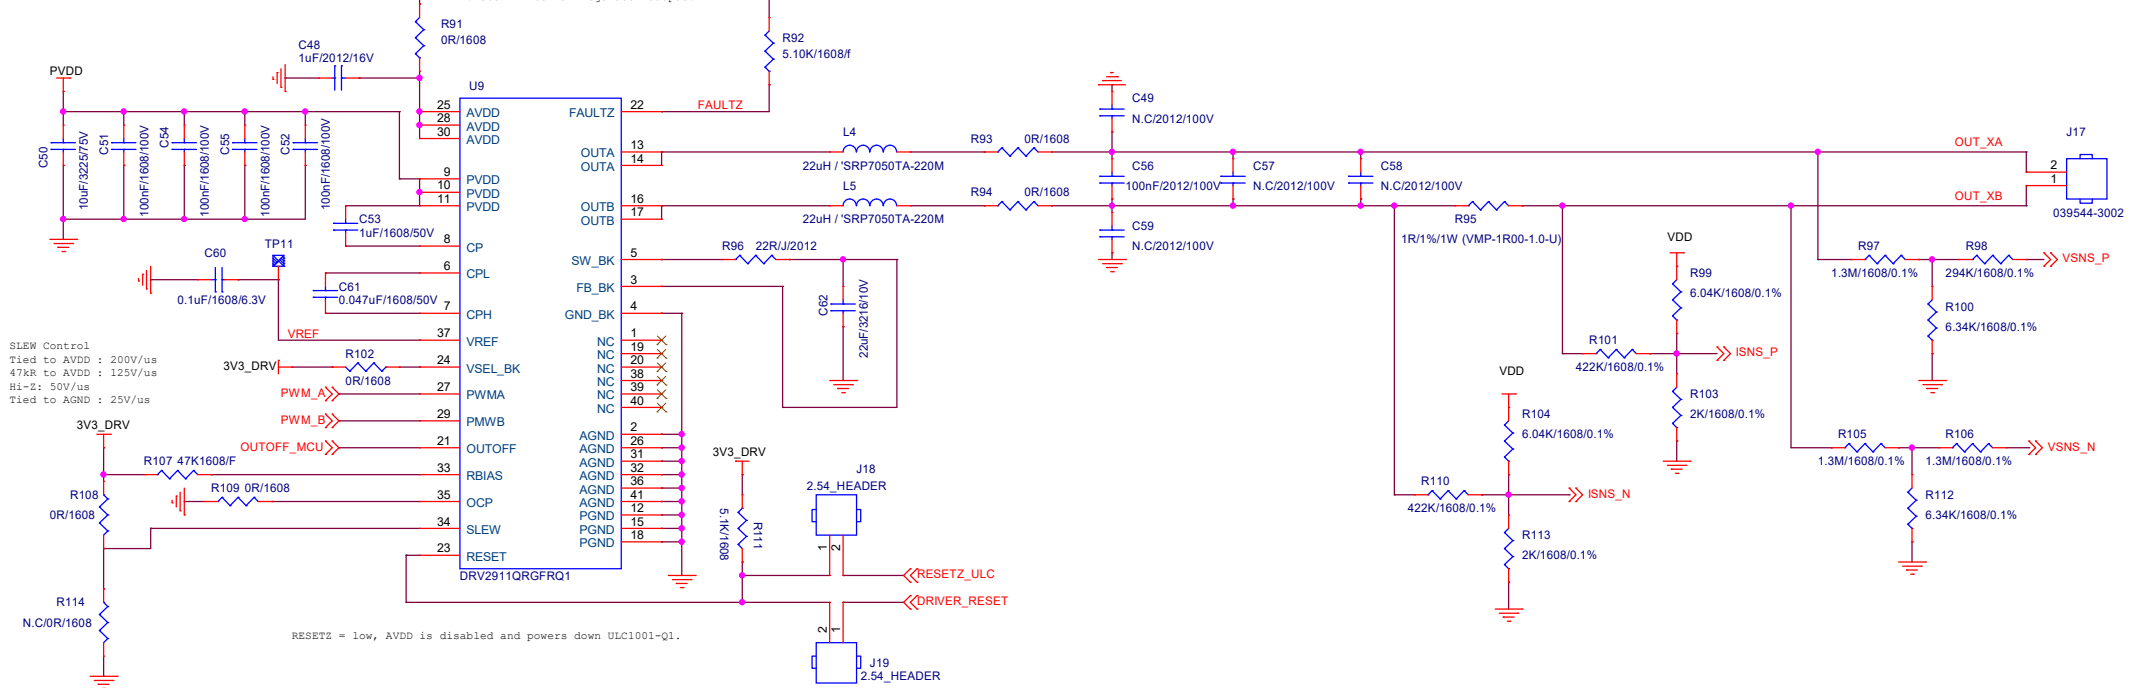 R91
0R/1608
C48
1uF/2012/16V
R92
5.10K/1608/f
PVDD
U9
C50
10uF/3225/75V
C51
100nF/1608/100V
C54
100nF/1608/100V
C55
100nF/1608/100V
C52
100nF/1608/100V
25 AVDD
28 AVDD
30 AVDD
9 PVDD
10 PVDD
11 PVDD
C53
1uF/1608/50V
8 CP
C60
0.1uF/1608/6.3V
TP11
6 CPL
C61
0.047uF/1608/50V
7 CPH
VREF
37 VREF
SLEW Control
Tied to AVDD : 200V/us
47kR to AVDD : 125V/us
Hi-Z: 50V/us
Tied to AGND : 25V/us
3V3_DRV
R102
0R/1608
24 VSEL_BK
PWM_A
27 PWMA
PWM_B
29 PMWB
OUTOFF_MCU
21 OUTOFF
3V3_DRV
R107 47K1608/F
33 RBIAS
R108
0R/1608
R109 0R/1608
35 OCP
34 SLEW
23 RESET
R114
N.C/0R/1608
DRV2911QRGFRQ1
RESETZ = low, AVDD is disabled and powers down ULC1001-Q1.
FAULTZ 22
FAULTZ
OUTA 13
OUTA 14
OUTB 16
OUTB 17
SW_BK 5
FB_BK 3
GND_BK 4
NC 1
NC 19
NC 20
NC 38
NC 39
NC 40
AGND 2
AGND 26
AGND 31
AGND 32
AGND 36
AGND 41
PGND 12
PGND 15
PGND 18
L4
22uH / 'SRP7050TA-220M
L5
22uH / 'SRP7050TA-220M
R93 0R/1608
R94 0R/1608
R96 22R/J/2012
C62
22uF/3216/10V
C49
N.C/2012/100V
C56
100nF/2012/100V
C57
N.C/2012/100V
C58
N.C/2012/100V
C59
N.C/2012/100V
R95
1R/1%/1W (VMP-1R00-1.0-U)
OUT_XA
OUT_XB
J17
2
1
039544-3002
R97
1.3M/1608/0.1%
R98
294K/1608/0.1%
VSNS_P
R100
6.34K/1608/0.1%
VDD
R99
6.04K/1608/0.1%
R101
422K/1608/0.1%
ISNS_P
R103
2K/1608/0.1%
VDD
R104
6.04K/1608/0.1%
R110
422K/1608/0.1%
ISNS_N
R113
2K/1608/0.1%
R105
1.3M/1608/0.1%
R106
1.3M/1608/0.1%
VSNS_N
R112
6.34K/1608/0.1%
3V3_DRV
R111
5.1K/1608
J18
2.54_HEADER
1
2
RESETZ_ULC
DRIVER_RESET
2
1
J19
2.54_HEADER